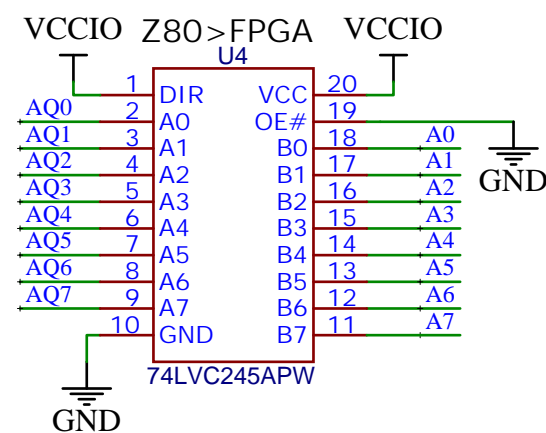 VCCIO Z80>FPGA VCCIO
U4
1 DIR VCC 20
AQ0 2 A0 OE# 19
AQ1 3 A1 B0 18 A0
AQ2 4 A2 B1 17 A1
AQ3 5 A3 B2 16 A2
AQ4 6 A4 B3 15 A3
AQ5 7 A5 B4 14 A4
AQ6 8 A6 B5 13 A5
AQ7 9 A7 B6 12 A6
10 GND B7 11 A7
GND
74LVC245APW
GND